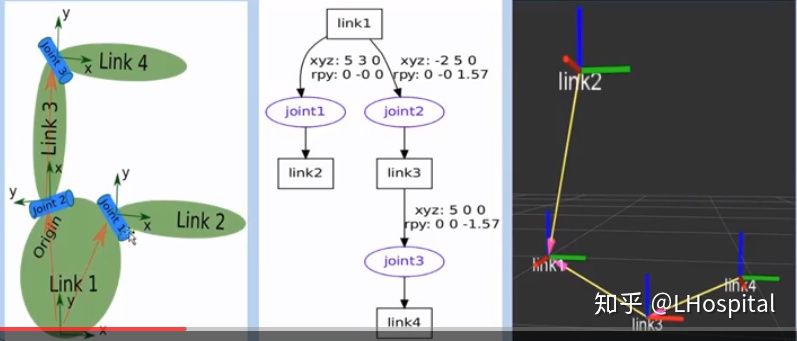 y
x
Joint 3
Link 4
Link 3
x
y
Joint 2
Origin
y
Joint 1
x
Link 2
Link 1
y
x
link1
xyz: 5 3 0
rpy: 0 -0 0
xyz: -2 5 0
rpy: 0 -0 1.57
joint1
joint2
link2
link3
xyz: 5 0 0
rpy: 0 0 -1.57
joint3
link4
link2
link1
link4
link3
知乎 @LHospital